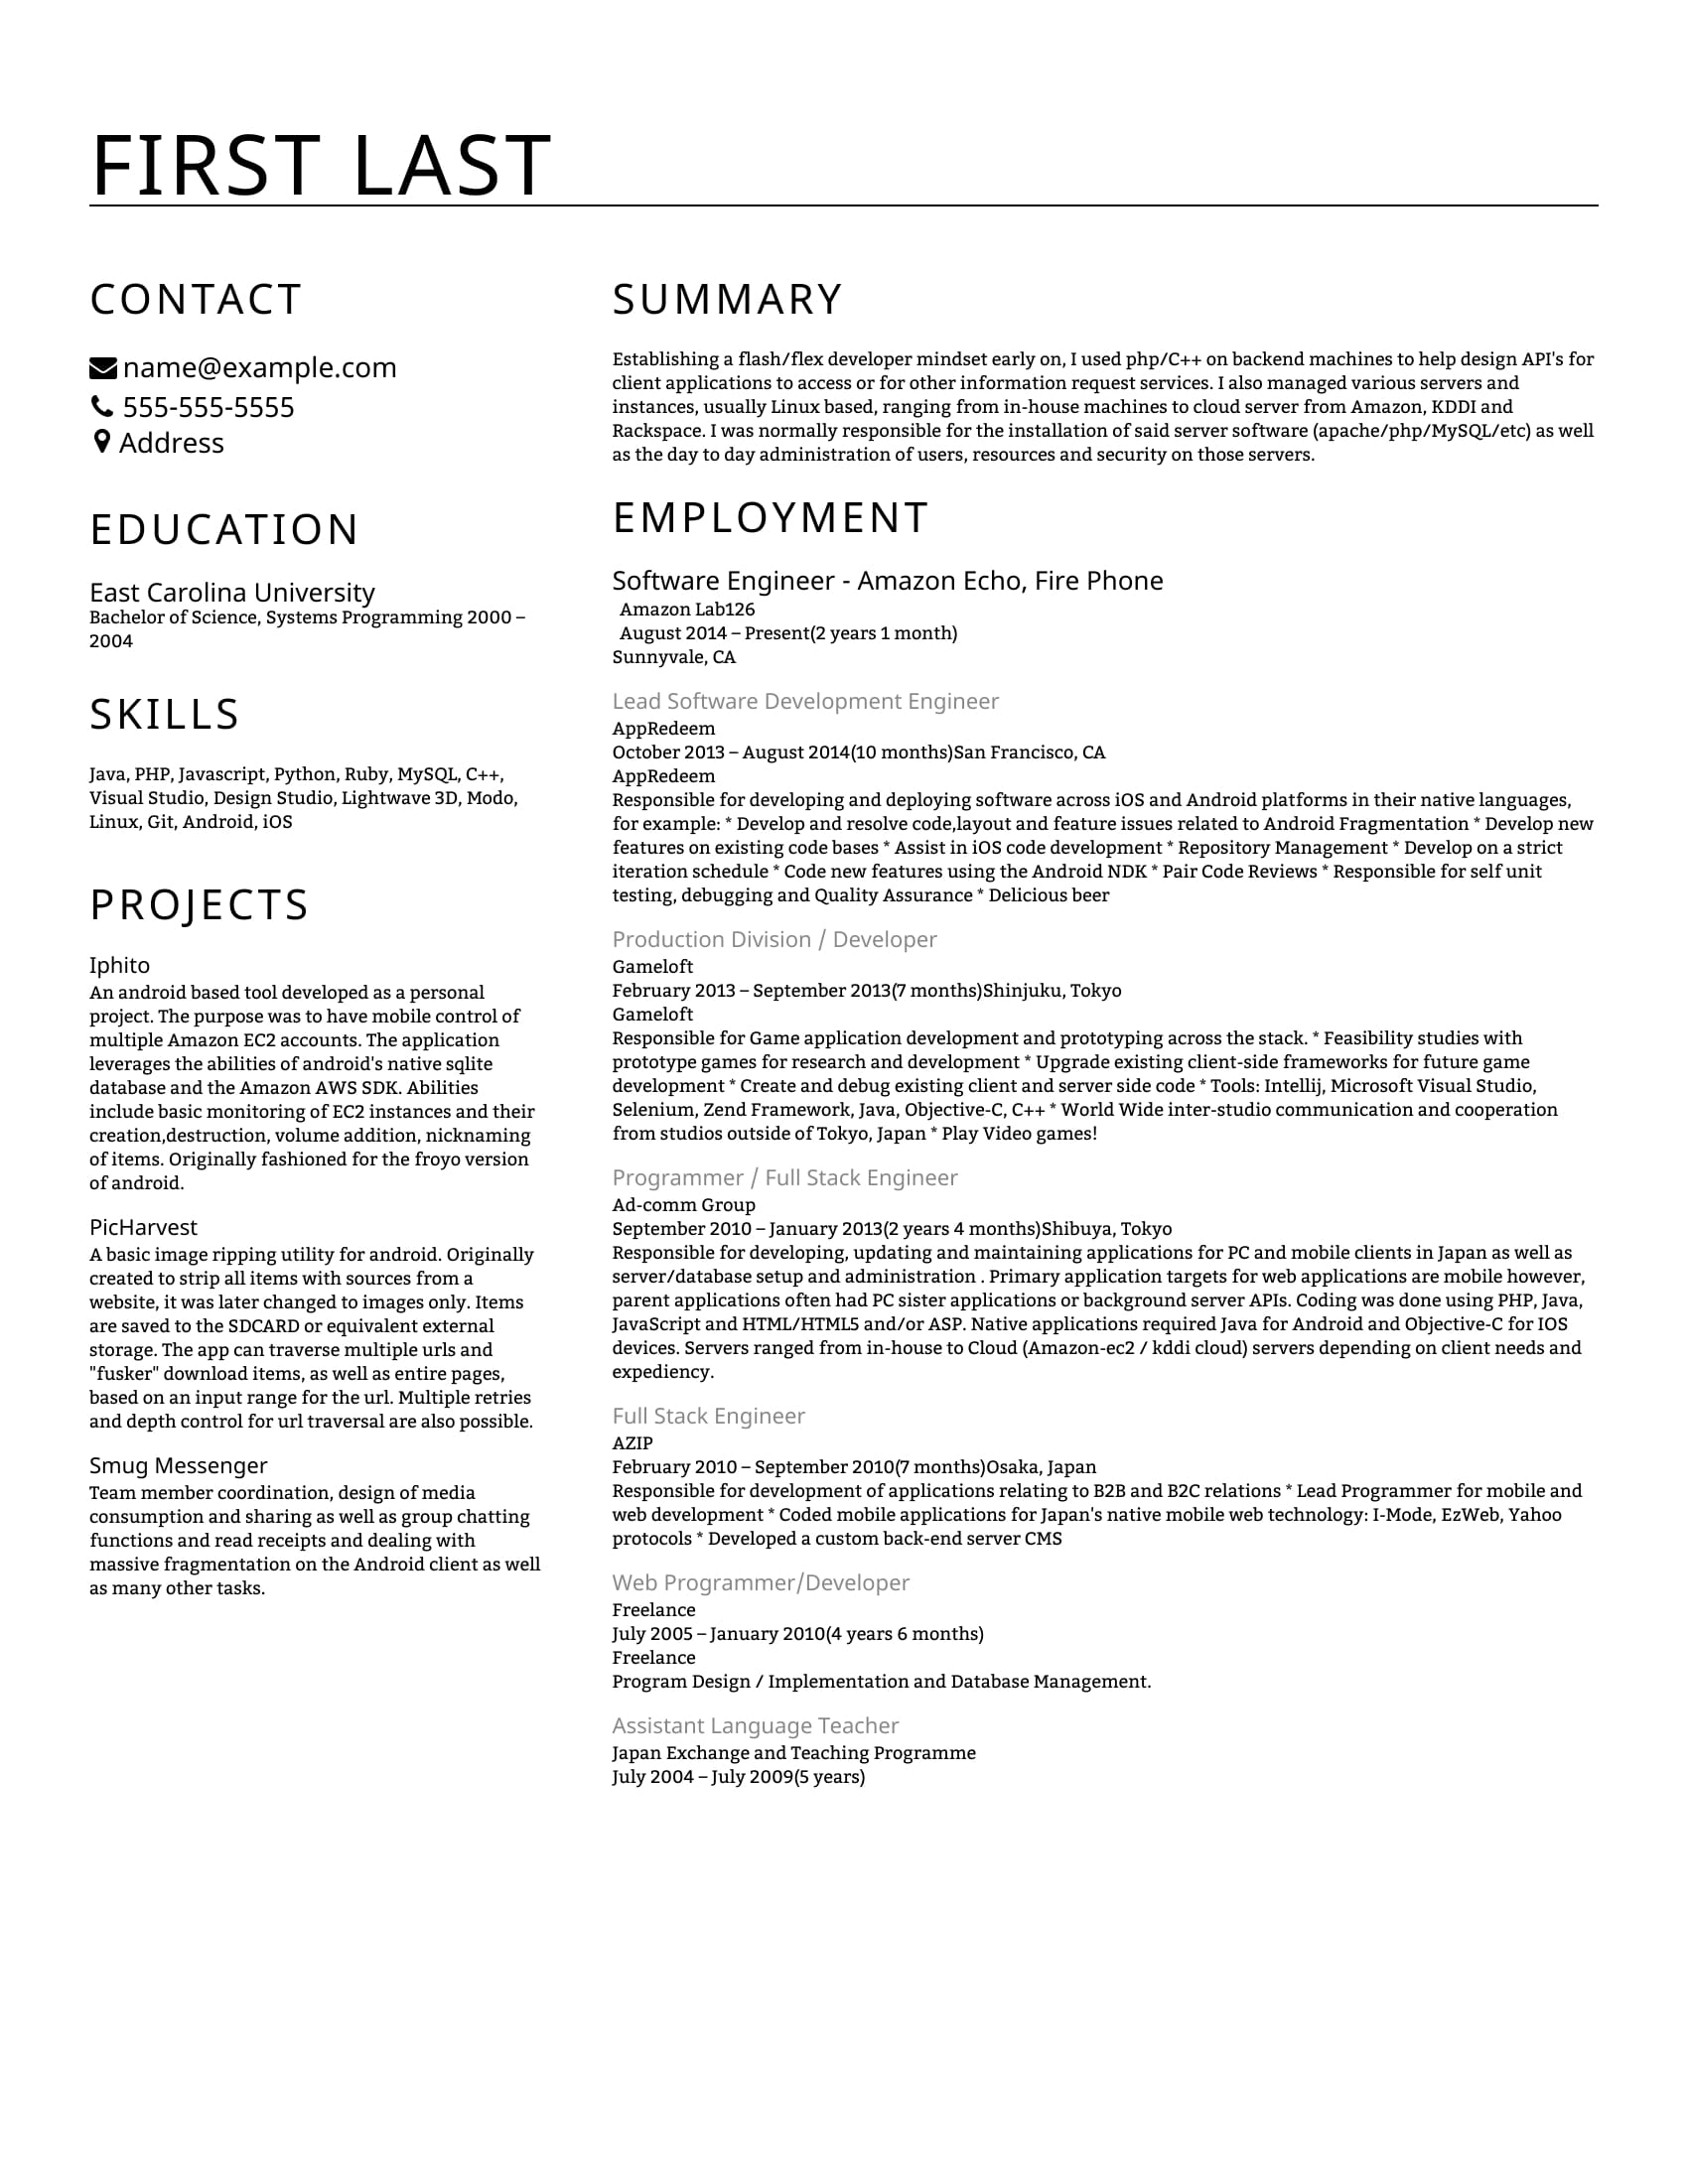 FIRST LAST
CONTACT
name@example.com
555-555-5555
Address
EDUCATION
East Carolina University
Bachelor of Science, Systems Programming 2000 –
2004
SKILLS
Java, PHP, Javascript, Python, Ruby, MySQL, C++,
Visual Studio, Design Studio, Lightwave 3D, Modo,
Linux, Git, Android, iOS
PROJECTS
Iphito
An android based tool developed as a personal
project. The purpose was to have mobile control of
multiple Amazon EC2 accounts. The application
leverages the abilities of android's native sqlite
database and the Amazon AWS SDK. Abilities
include basic monitoring of EC2 instances and their
creation,destruction, volume addition, nicknaming
of items. Originally fashioned for the froyo version
of android.
PicHarvest
A basic image ripping utility for android. Originally
created to strip all items with sources from a
website, it was later changed to images only. Items
are saved to the SDCARD or equivalent external
storage. The app can traverse multiple urls and
"fusker" download items, as well as entire pages,
based on an input range for the url. Multiple retries
and depth control for url traversal are also possible.
Smug Messenger
Team member coordination, design of media
consumption and sharing as well as group chatting
functions and read receipts and dealing with
massive fragmentation on the Android client as well
as many other tasks.
SUMMARY
Establishing a flash/flex developer mindset early on, I used php/C++ on backend machines to help design API's for
client applications to access or for other information request services. I also managed various servers and
instances, usually Linux based, ranging from in-house machines to cloud server from Amazon, KDDI and
Rackspace. I was normally responsible for the installation of said server software (apache/php/MySQL/etc) as well
as the day to day administration of users, resources and security on those servers.
EMPLOYMENT
Software Engineer - Amazon Echo, Fire Phone
Amazon Lab126
August 2014 – Present(2 years 1 month)
Sunnyvale, CA
Lead Software Development Engineer
AppRedeem
October 2013 – August 2014(10 months)San Francisco, CA
AppRedeem
Responsible for developing and deploying software across iOS and Android platforms in their native languages,
for example: * Develop and resolve code,layout and feature issues related to Android Fragmentation * Develop new
features on existing code bases * Assist in iOS code development * Repository Management * Develop on a strict
iteration schedule * Code new features using the Android NDK * Pair Code Reviews * Responsible for self unit
testing, debugging and Quality Assurance * Delicious beer
Production Division / Developer
Gameloft
February 2013 – September 2013(7 months)Shinjuku, Tokyo
Gameloft
Responsible for Game application development and prototyping across the stack. * Feasibility studies with
prototype games for research and development * Upgrade existing client-side frameworks for future game
development * Create and debug existing client and server side code * Tools: Intellij, Microsoft Visual Studio,
Selenium, Zend Framework, Java, Objective-C, C++ * World Wide inter-studio communication and cooperation
from studios outside of Tokyo, Japan * Play Video games!
Programmer / Full Stack Engineer
Ad-comm Group
September 2010 – January 2013(2 years 4 months)Shibuya, Tokyo
Responsible for developing, updating and maintaining applications for PC and mobile clients in Japan as well as
server/database setup and administration . Primary application targets for web applications are mobile however,
parent applications often had PC sister applications or background server APIs. Coding was done using PHP, Java,
JavaScript and HTML/HTML5 and/or ASP. Native applications required Java for Android and Objective-C for IOS
devices. Servers ranged from in-house to Cloud (Amazon-ec2 / kddi cloud) servers depending on client needs and
expediency.
Full Stack Engineer
AZIP
February 2010 – September 2010(7 months)Osaka, Japan
Responsible for development of applications relating to B2B and B2C relations * Lead Programmer for mobile and
web development * Coded mobile applications for Japan's native mobile web technology: I-Mode, EzWeb, Yahoo
protocols * Developed a custom back-end server CMS
Web Programmer/Developer
Freelance
July 2005 – January 2010(4 years 6 months)
Freelance
Program Design / Implementation and Database Management.
Assistant Language Teacher
Japan Exchange and Teaching Programme
July 2004 – July 2009(5 years)